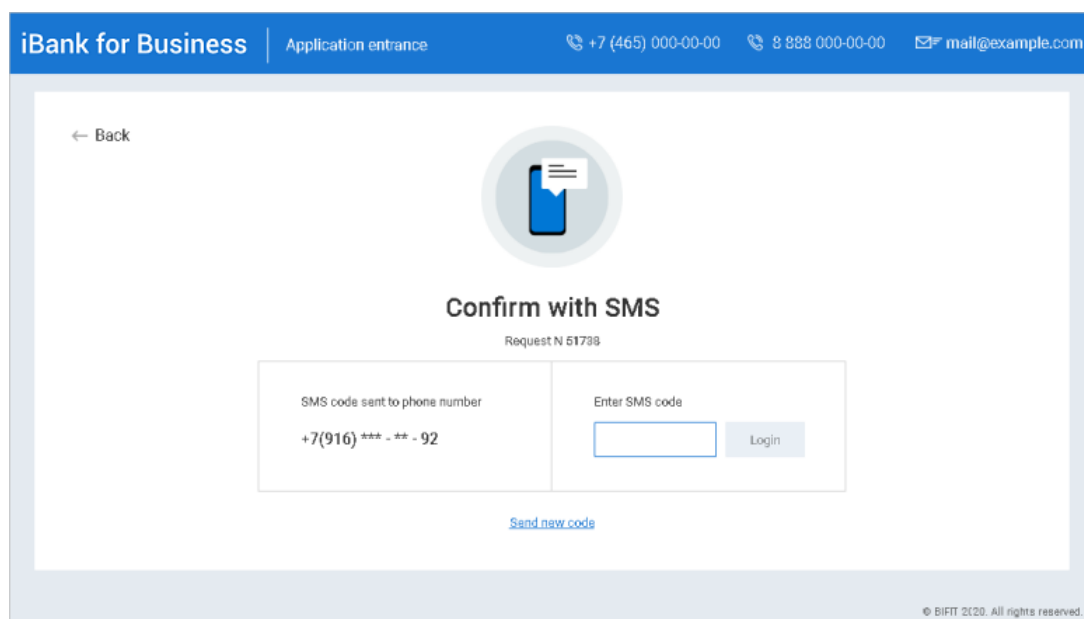 iBank for Business Application entrance +7 (465) 000-00-00 8 888 000-00-00 mail@example.com
← Back
Confirm with SMS
Request N 51738
SMS code sent to phone number Enter SMS code
+7(916) *** - ** - 92 Login
Send new code
© BIFIT 2020. All rights reserved.